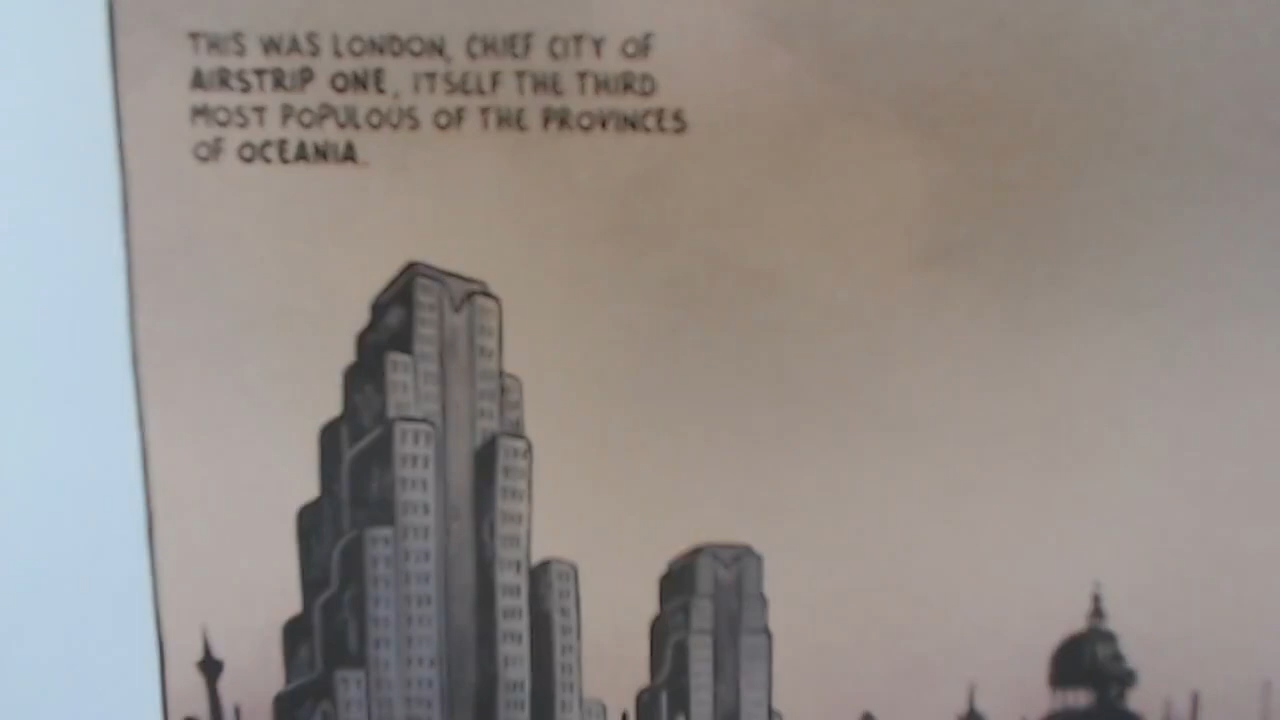 THIS WAS LONDON, CHIEF CITY OF
AIRSTRIP ONE, ITSELF THE THIRD
MOST POPULOUS OF THE PROVINCES
OF OCEANIA.